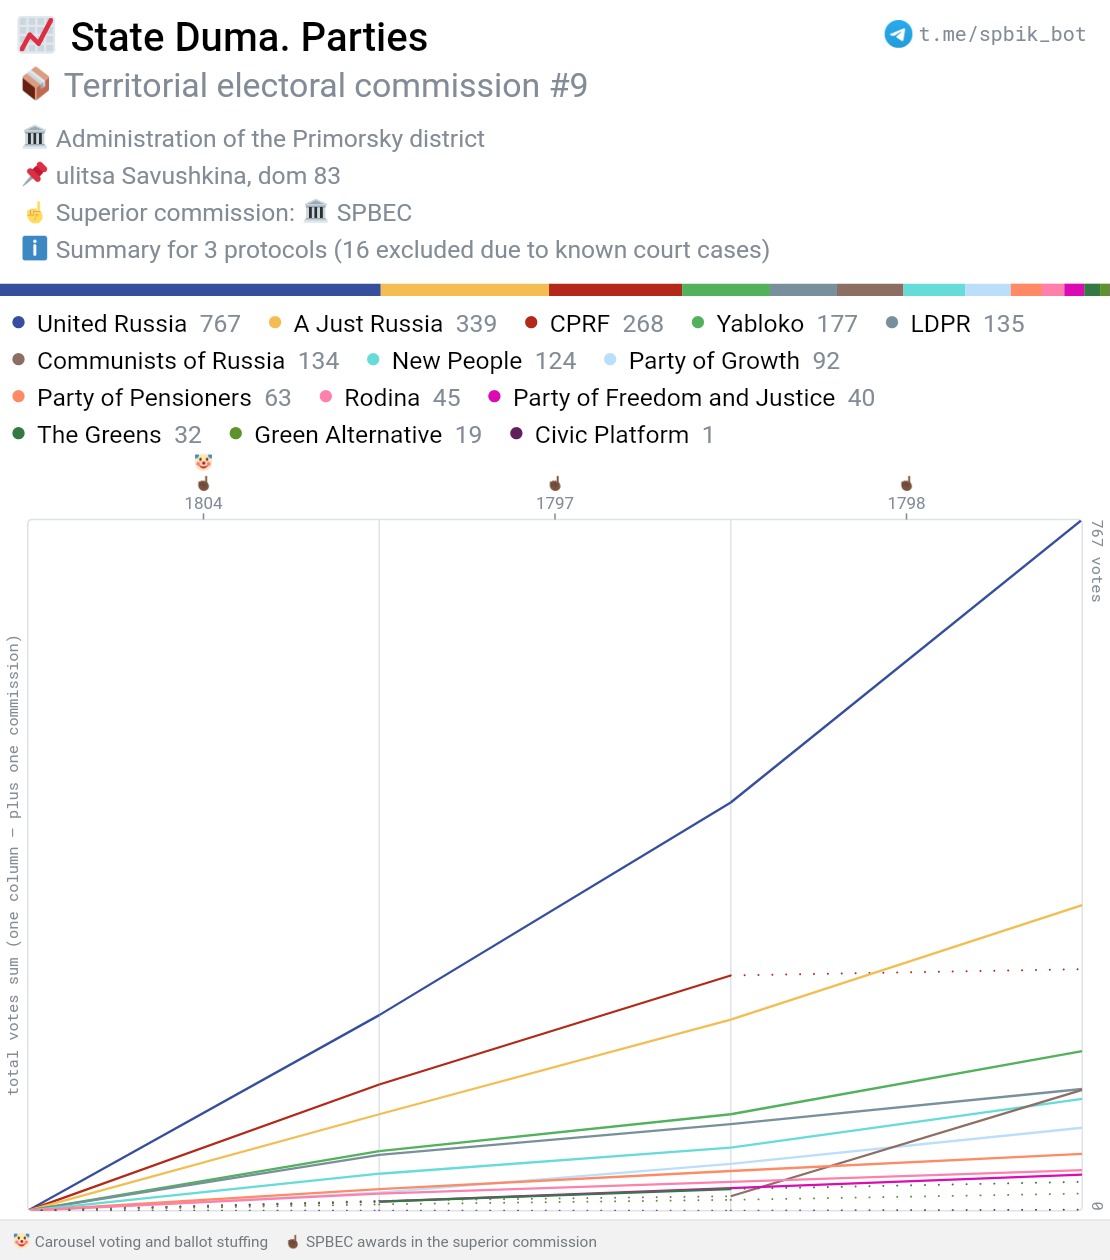 State Duma. Parties
t.me/spbik_bot
Territorial electoral commission #9
Administration of the Primorsky district
ulitsa Savushkina, dom 83
Superior commission: SPBEC
Summary for 3 protocols (16 excluded due to known court cases)
United Russia 767 A Just Russia 339 CPRF 268 Yabloko 177 LDPR 135
Communists of Russia 134 New People 124 Party of Growth 92
Party of Pensioners 63 Rodina 45 Party of Freedom and Justice 40
The Greens 32 Green Alternative 19 Civic Platform 1
1804 1797 1798
767 votes
total votes sum (one column — plus one commission)
0
Carousel voting and ballot stuffing SPBEC awards in the superior commission